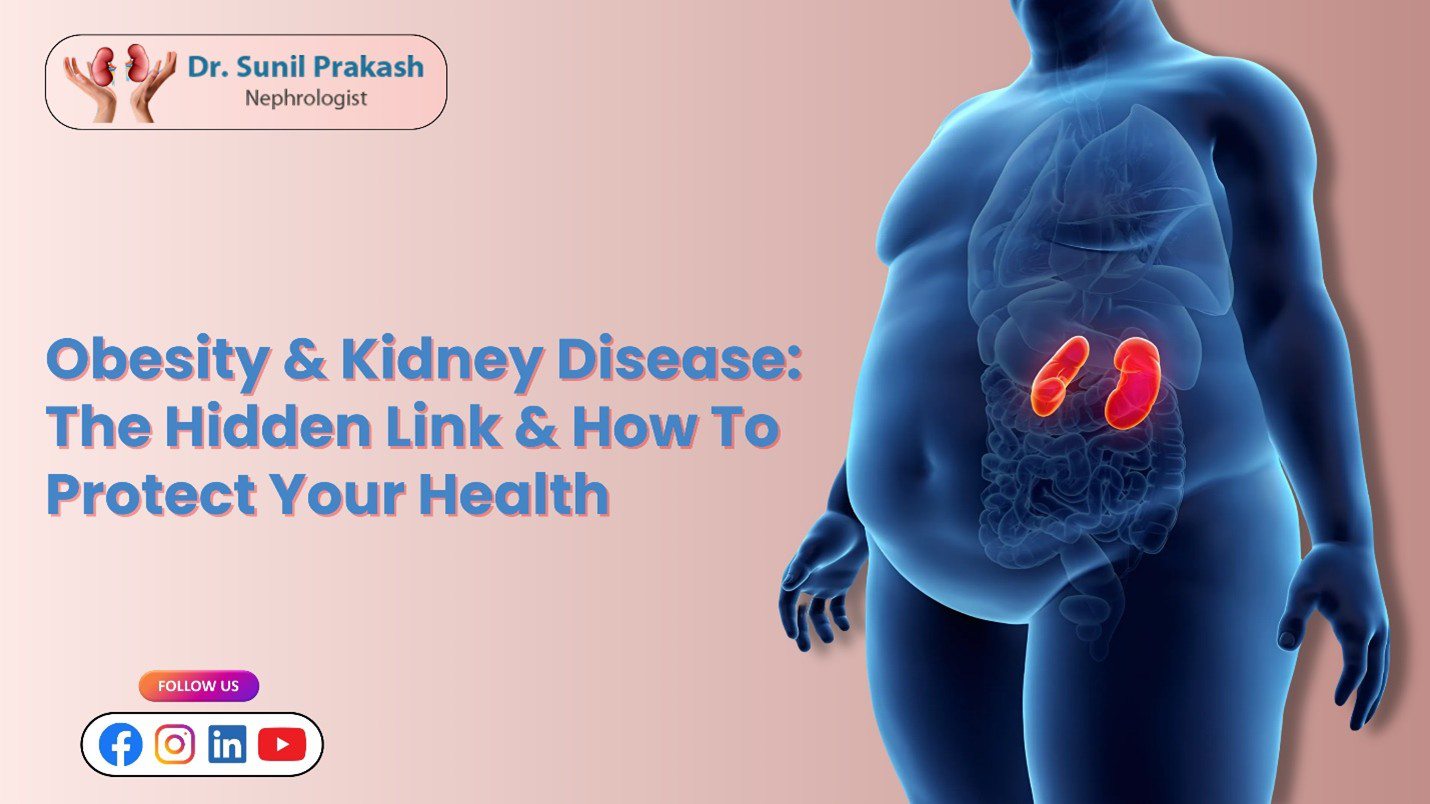 Dr. Sunil Prakash
Nephrologist
Obesity & Kidney Disease:
The Hidden Link & How To
Protect Your Health
FOLLOW US